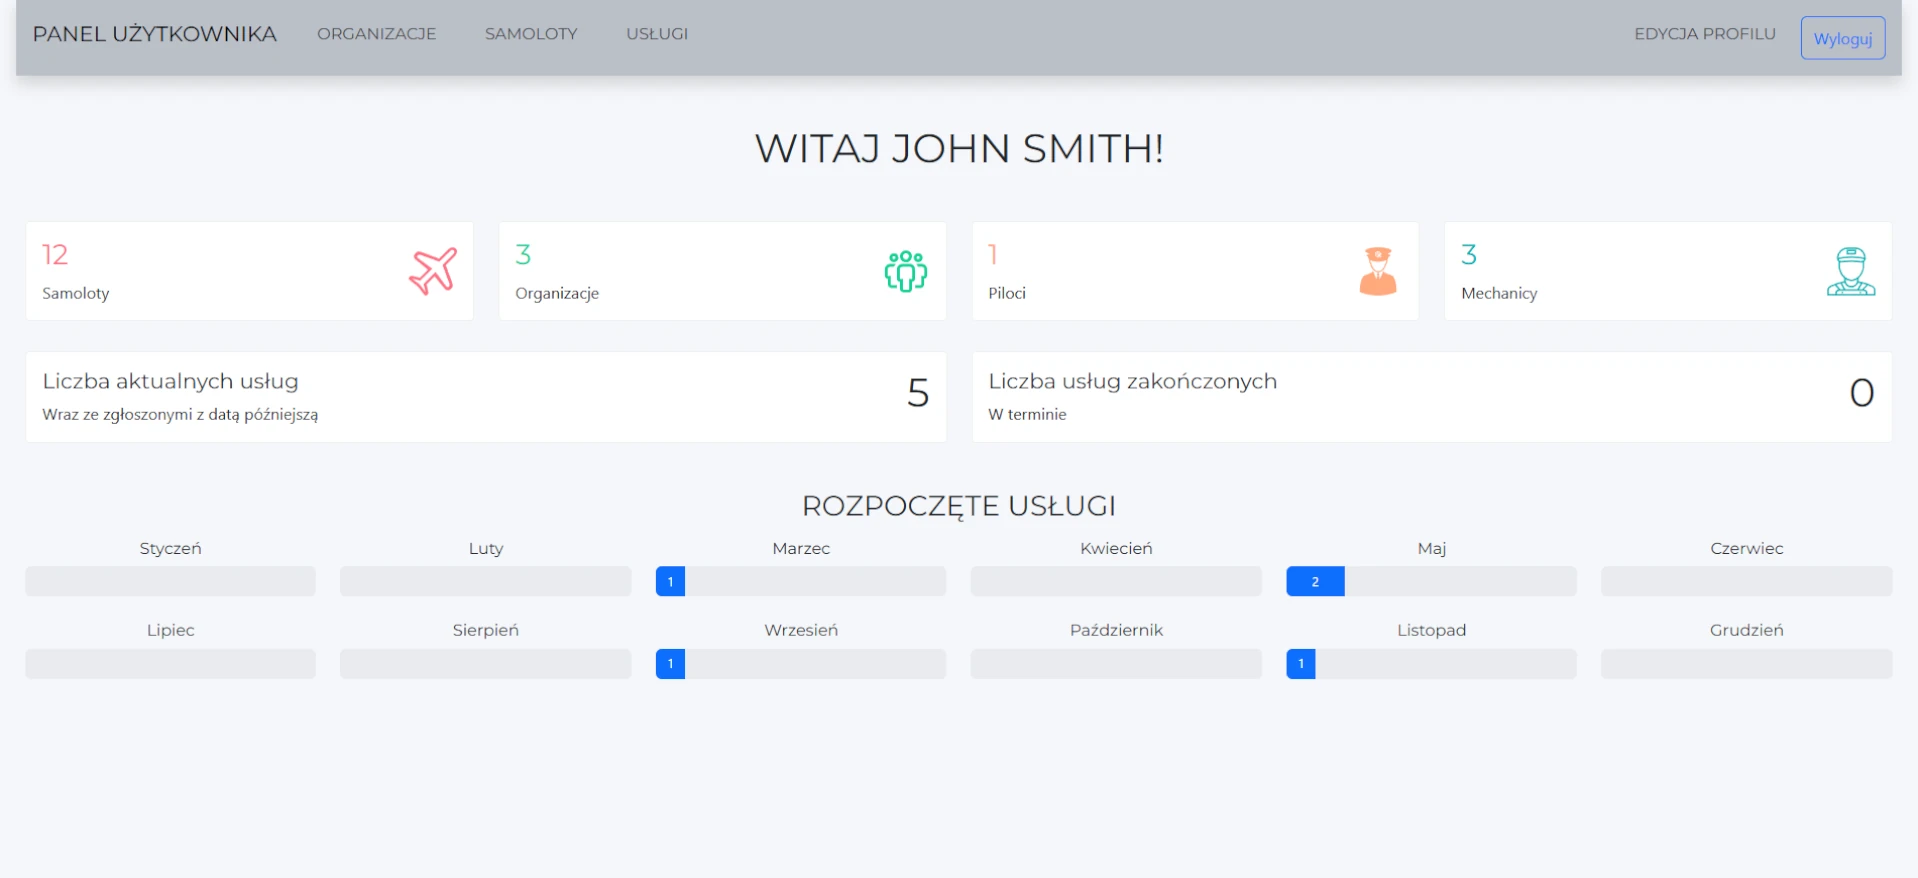 PANEL UŻYTKOWNIKA ORGANIZACJE SAMOLOTY USŁUGI EDYCJA PROFILU Wyloguj
WITAJ JOHN SMITH!
12
Samoloty
3
Organizacje
1
Piloci
3
Mechanicy
Liczba aktualnych usług
Wraz ze zgłoszonymi z datą późniejszą
5
Liczba usług zakończonych
W terminie
0
ROZPOCZĘTE USŁUGI
Styczeń Luty Marzec Kwiecień Maj Czerwiec
1 2
Lipiec Sierpień Wrzesień Październik Listopad Grudzień
1 1